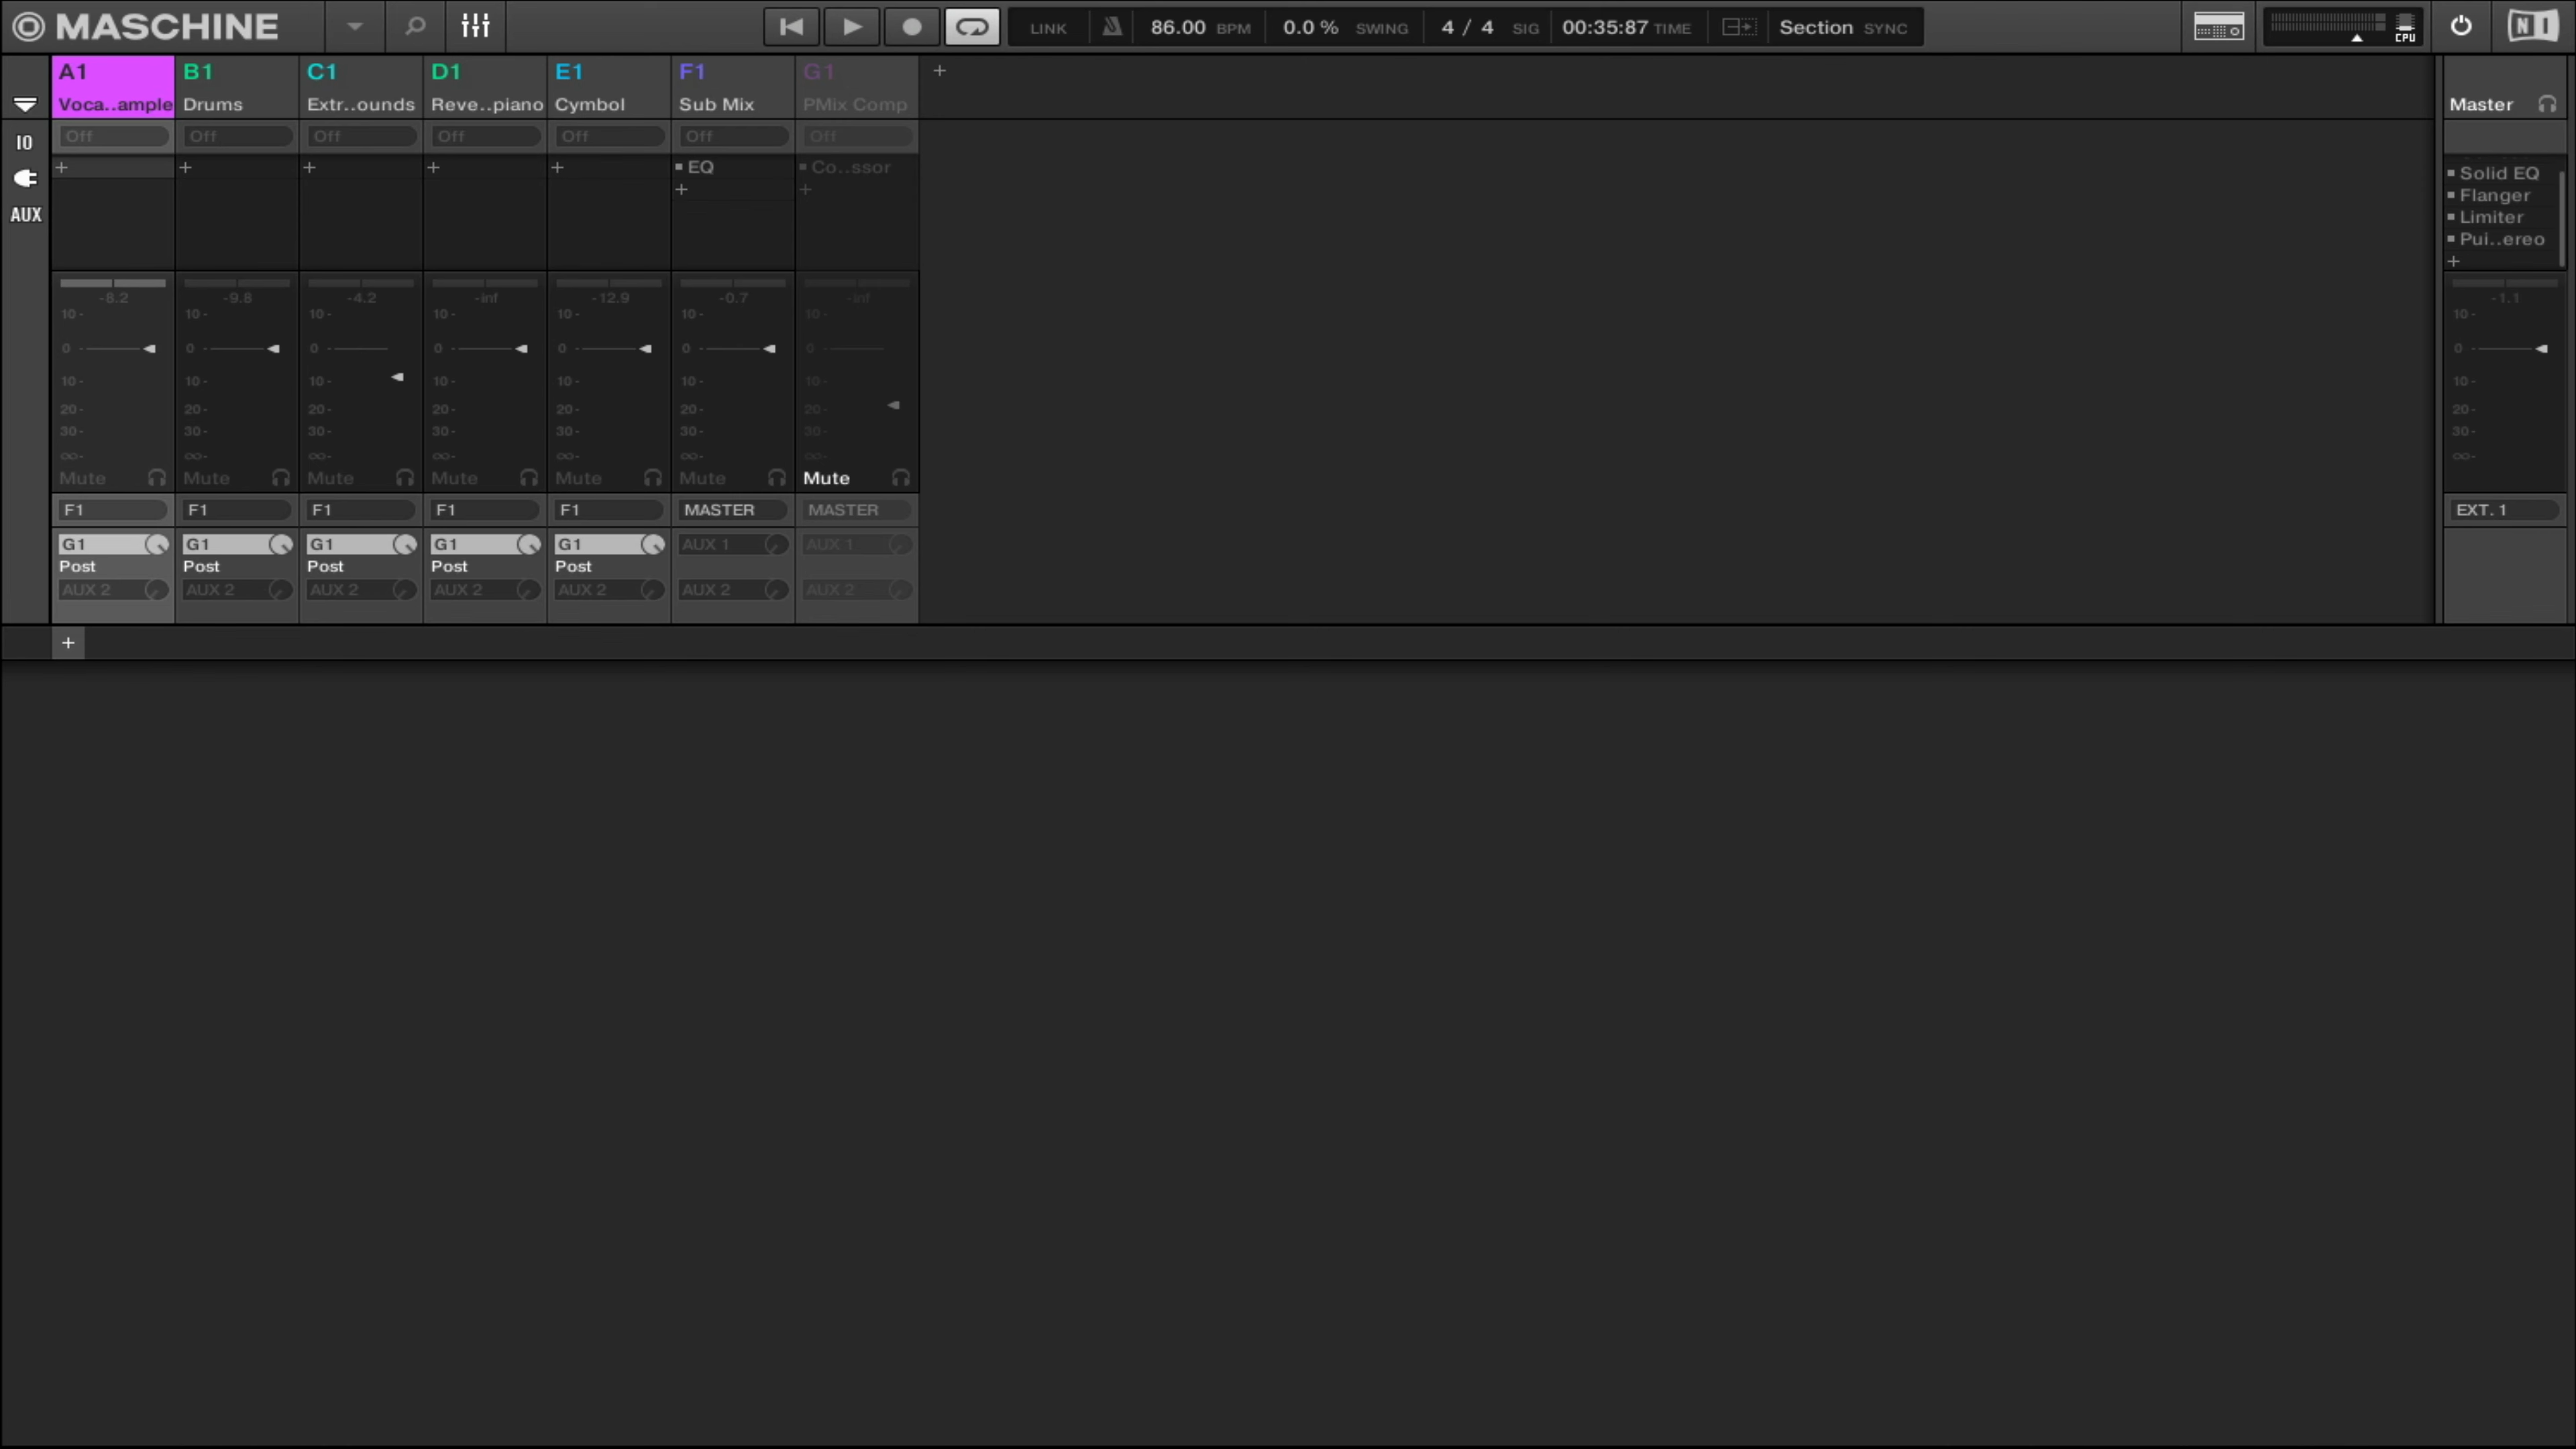 MASCHINE
LINK 86.00 BPM 0.0 % SWING 4 / 4 SIG 00:35:87 TIME Section SYNC CPU NI
A1 B1 C1 D1 E1 F1 G1 +
Voca..ample Drums Extr..ounds Reve..piano Cymbol Sub Mix PMix Comp Master
Off Off Off Off Off Off Off
IO
+ + + + + EQ Co..ssor Solid EQ
+ + Flanger
AUX Limiter
Pui..ereo
+
-8.2 -9.8 -4.2 -inf -12.9 -0.7 -inf -1.1
10- 10- 10- 10- 10- 10- 10- 10-
0 0 0 0 0 0 0 0
10- 10- 10- 10- 10- 10- 10- 10-
20- 20- 20- 20- 20- 20- 20- 20-
30- 30- 30- 30- 30- 30- 30- 30-
∞- ∞- ∞- ∞- ∞- ∞- ∞- ∞-
Mute Mute Mute Mute Mute Mute Mute
F1 F1 F1 F1 F1 MASTER MASTER EXT. 1
G1 G1 G1 G1 G1 AUX 1 AUX 1
Post Post Post Post Post
AUX 2 AUX 2 AUX 2 AUX 2 AUX 2 AUX 2 AUX 2
+